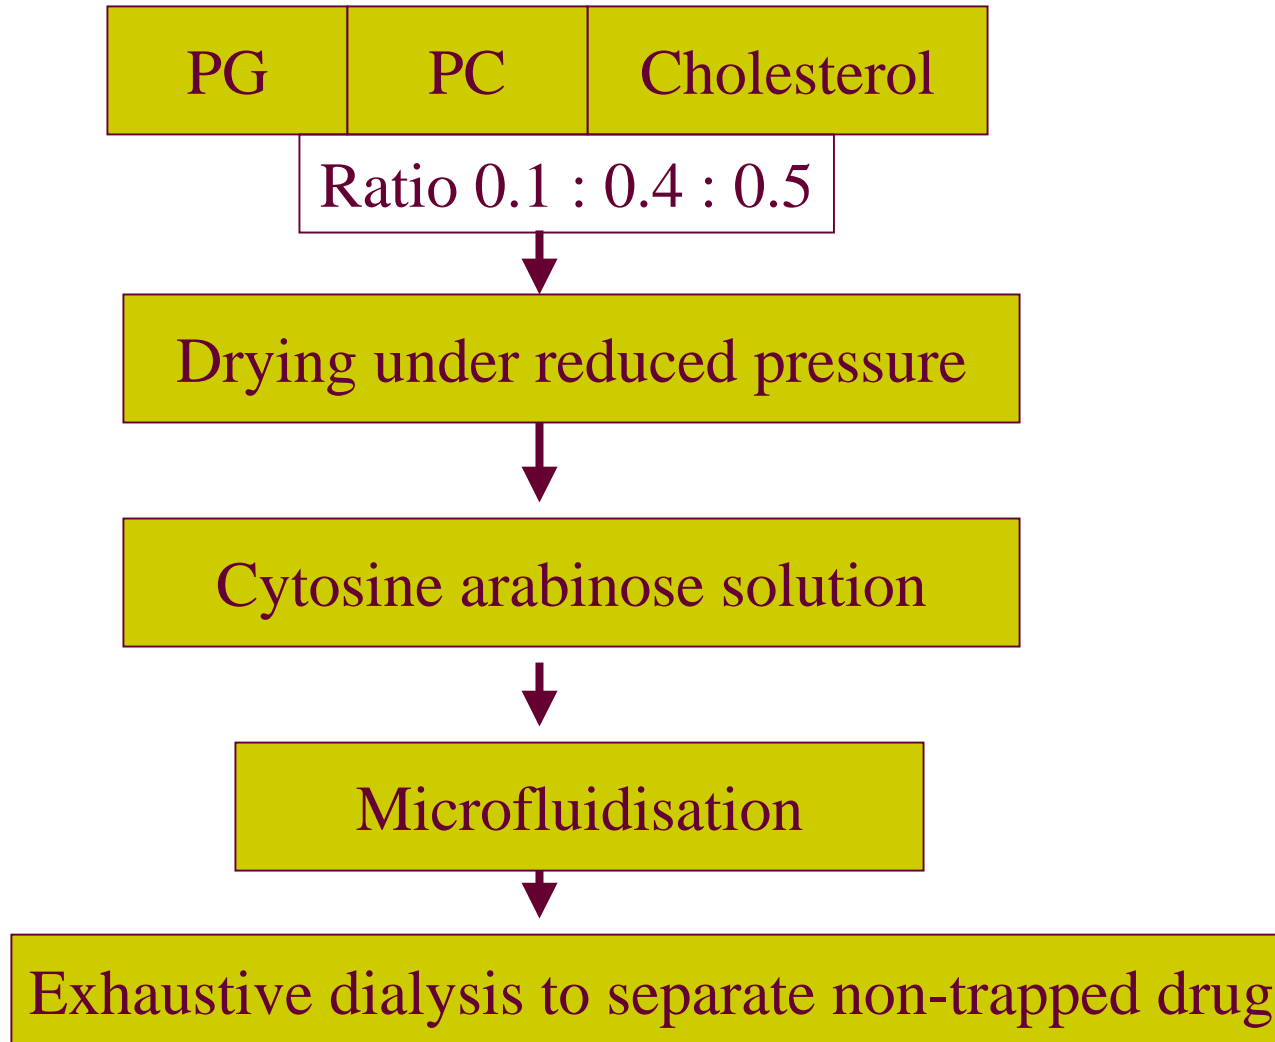 PG PC Cholesterol
Ratio 0.1 : 0.4 : 0.5
Drying under reduced pressure
Cytosine arabinose solution
Microfluidisation
Exhaustive dialysis to separate non-trapped drug